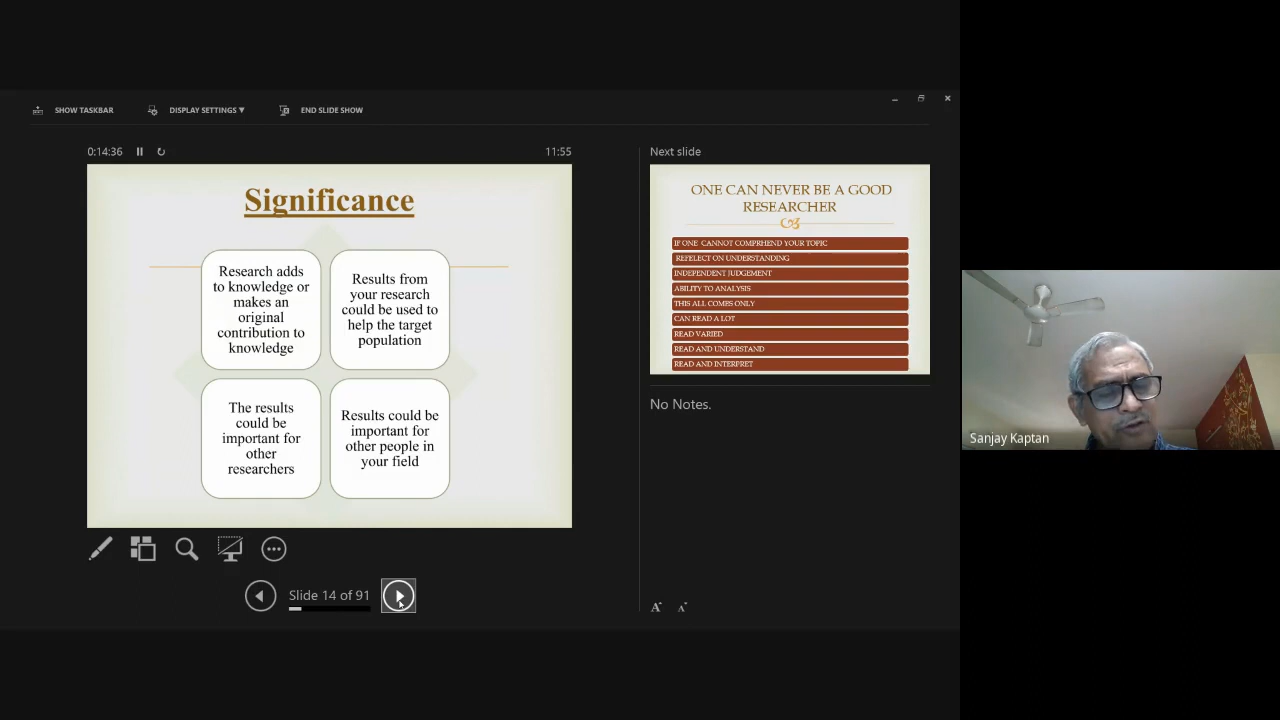 SHOW TASKBAR
DISPLAY SETTINGS ▼
END SLIDE SHOW
0:14:36
11:55
Significance
Research adds
to knowledge or
makes an
original
contribution to
knowledge
Results from
your research
could be used to
help the target
population
The results
could be
important for
other
researchers
Results could be
important for
other people in
your field
Slide 14 of 91
Next slide
ONE CAN NEVER BE A GOOD
RESEARCHER
IF ONE CANNOT COMPRHEND YOUR TOPIC
REFELECT ON UNDERSTANDING
INDEPENDENT JUDGEMENT
ABILITY TO ANALYSIS
THIS ALL COMES ONLY
CAN READ A LOT
READ VARIED
READ AND UNDERSTAND
READ AND INTERPRET
No Notes.
A A
Sanjay Kaptan